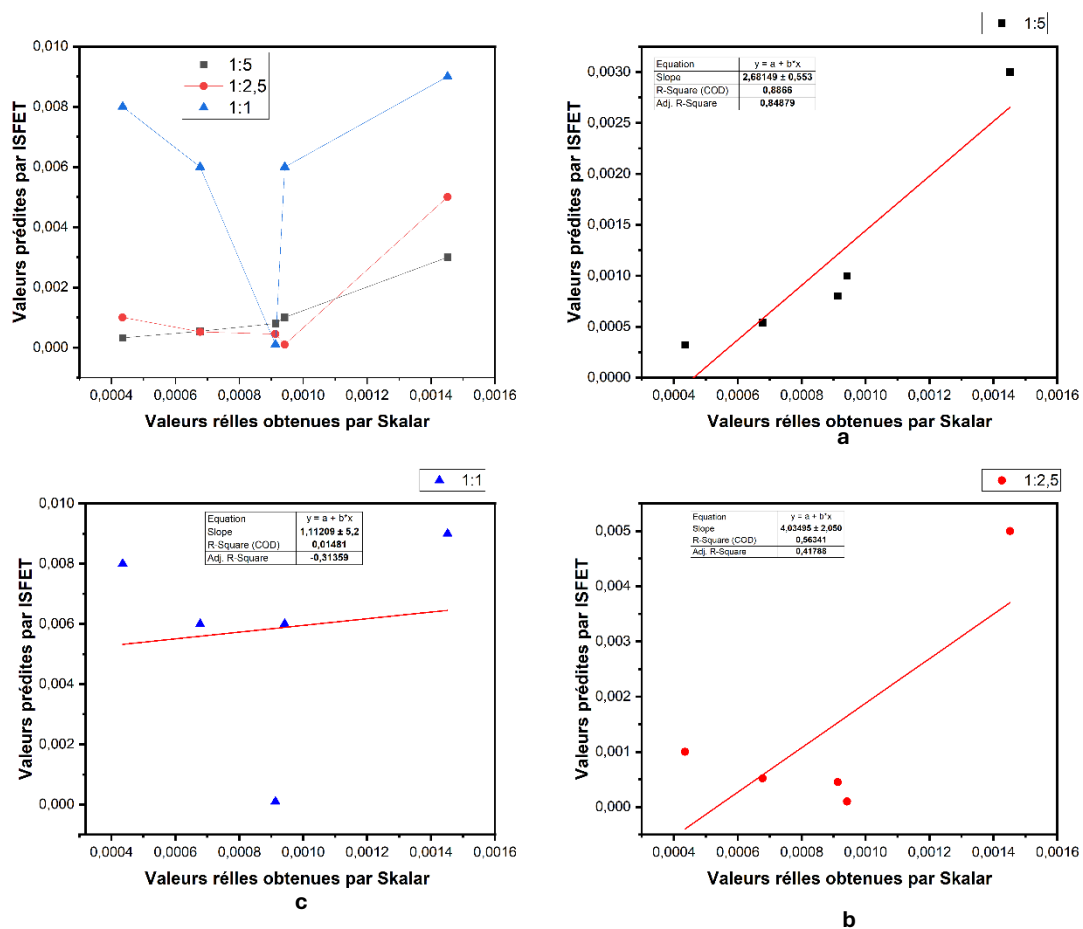 0,010
0,008
0,006
0,004
0,002
0,000
1:5
1:2,5
1:1
Valeurs prédites par ISFET
0,0004 0,0006 0,0008 0,0010 0,0012 0,0014 0,0016
Valeurs rélles obtenues par Skalar
1:5
Equation y = a + b*x
Slope 2,68149 ± 0,553
R-Square (COD) 0,8866
Adj. R-Square 0,84879
0,0030
0,0025
0,0020
0,0015
0,0010
0,0005
0,0000
Valeurs prédites par ISFET
0,0004 0,0006 0,0008 0,0010 0,0012 0,0014 0,0016
Valeurs rélles obtenues par Skalar
a
1:1
Equation y = a + b*x
Slope 1,11209 ± 5,2
R-Square (COD) 0,01481
Adj. R-Square -0,31359
0,010
0,008
0,006
0,004
0,002
0,000
Valeurs prédites par ISFET
0,0004 0,0006 0,0008 0,0010 0,0012 0,0014 0,0016
Valeurs rélles obtenues par Skalar
c
1:2,5
Equation y = a + b*x
Slope 4,03495 ± 2,050
R-Square (COD) 0,56341
Adj. R-Square 0,41788
0,005
0,004
0,003
0,002
0,001
0,000
Valeurs prédites par ISFET
0,0004 0,0006 0,0008 0,0010 0,0012 0,0014 0,0016
Valeurs rélles obtenues par Skalar
b